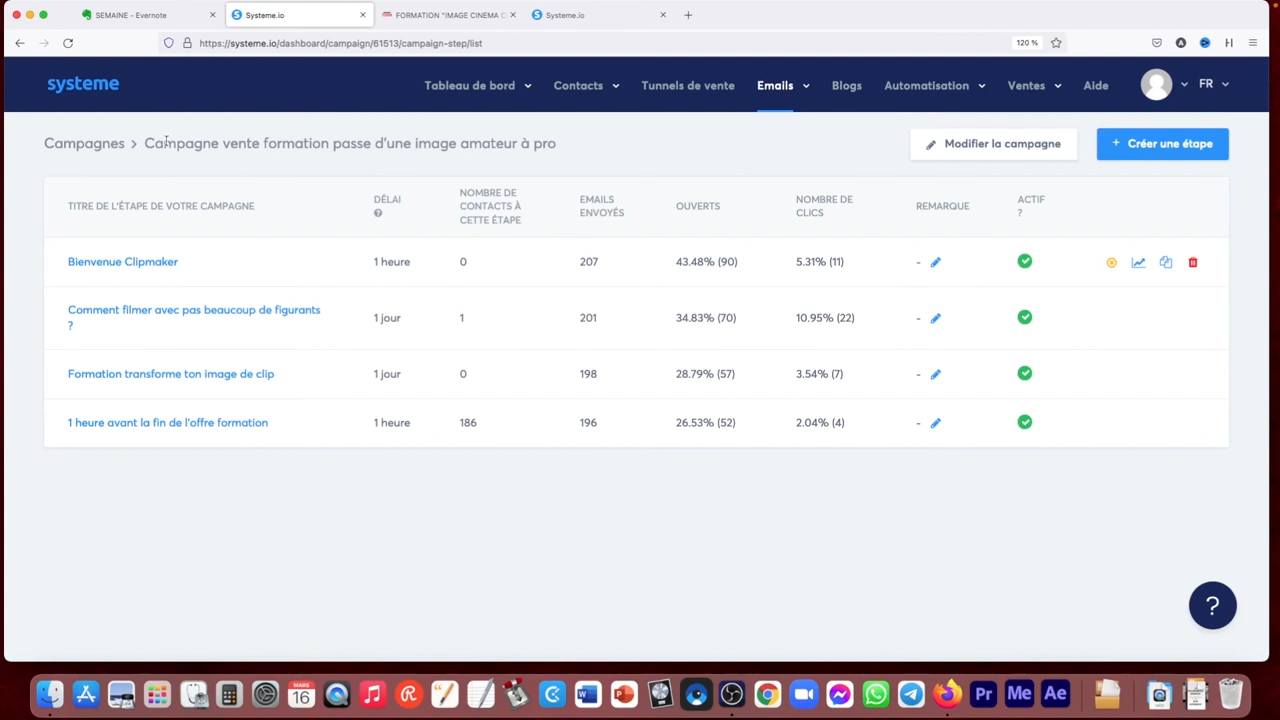 SEMAINE - Evernote
Systeme.io
FORMATION "IMAGE CINEMA C
Systeme.io
https://systeme.io/dashboard/campaign/61513/campaign-step/list
120 %
systeme
Tableau de bord
Contacts
Tunnels de vente
Emails
Blogs
Automatisation
Ventes
Aide
FR
Campagnes > Campagne vente formation passe d'une image amateur à pro
Modifier la campagne
+ Créer une étape
TITRE DE L'ÉTAPE DE VOTRE CAMPAGNE
DÉLAI
?
NOMBRE DE
CONTACTS À
CETTE ÉTAPE
EMAILS
ENVOYÉS
OUVERTS
NOMBRE DE
CLICS
REMARQUE
ACTIF
?
Bienvenue Clipmaker
1 heure
0
207
43.48% (90)
5.31% (11)
-
Comment filmer avec pas beaucoup de figurants
?
1 jour
1
201
34.83% (70)
10.95% (22)
-
Formation transforme ton image de clip
1 jour
0
198
28.79% (57)
3.54% (7)
-
1 heure avant la fin de l'offre formation
1 heure
186
196
26.53% (52)
2.04% (4)
-
?
MARS
16
Pr
Me
Ae